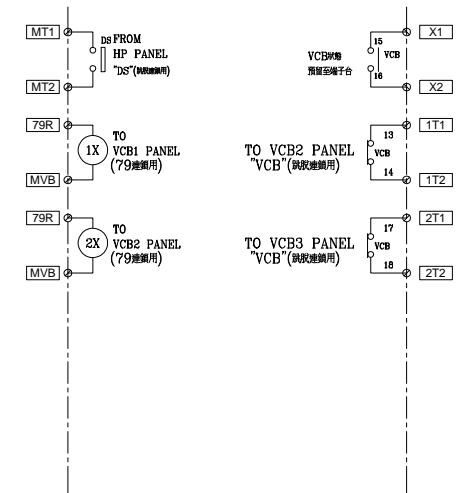 MT1
DS FROM
HP PANEL
"DS"(跳脫連鎖用)
MT2
79R
1X
TO
VCB1 PANEL
(79連鎖用)
MVB
79R
2X
TO
VCB2 PANEL
(79連鎖用)
MVB
X1
15
VCB狀態
VCB
預留至端子台
16
X2
1T1
13
TO VCB2 PANEL
VCB
"VCB"(跳脫連鎖用)
14
1T2
2T1
17
TO VCB3 PANEL
VCB
"VCB"(跳脫連鎖用)
18
2T2